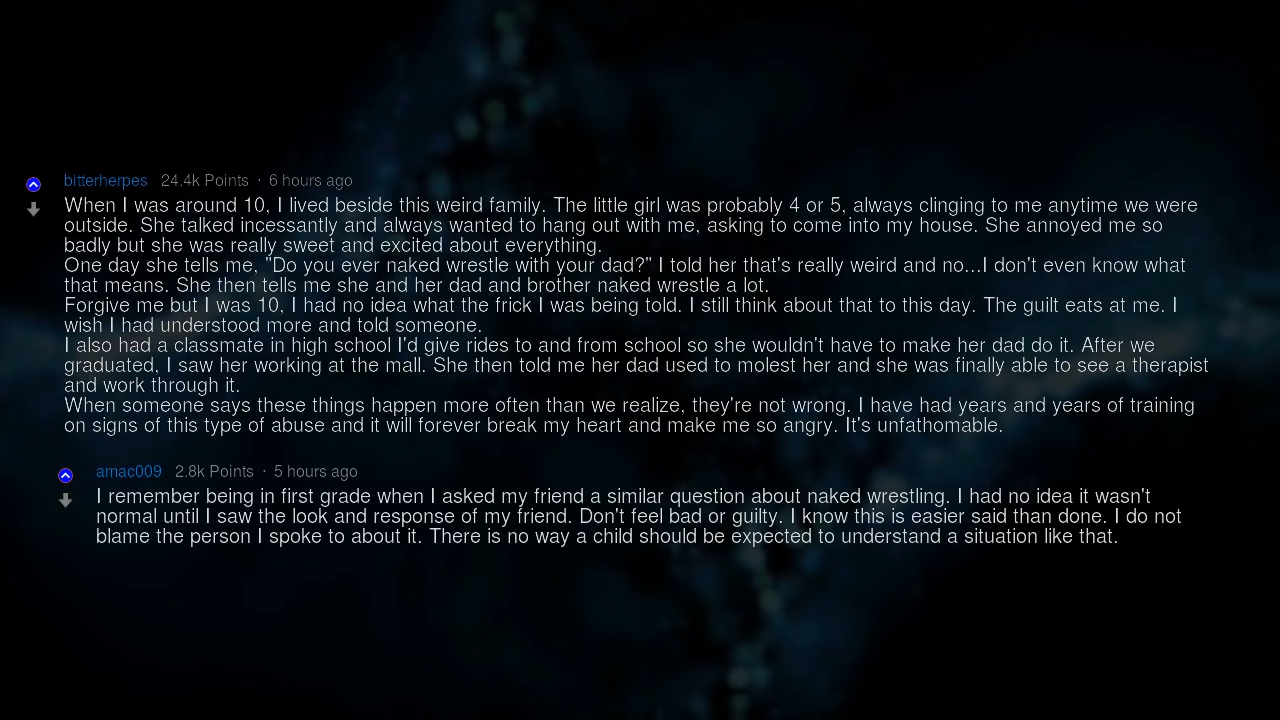 bitterherpes 24.4k Points · 6 hours ago
When I was around 10, I lived beside this weird family. The little girl was probably 4 or 5, always clinging to me anytime we were
outside. She talked incessantly and always wanted to hang out with me, asking to come into my house. She annoyed me so
badly but she was really sweet and excited about everything.
One day she tells me, "Do you ever naked wrestle with your dad?" I told her that's really weird and no...I don't even know what
that means. She then tells me she and her dad and brother naked wrestle a lot.
Forgive me but I was 10, I had no idea what the frick I was being told. I still think about that to this day. The guilt eats at me. I
wish I had understood more and told someone.
I also had a classmate in high school I'd give rides to and from school so she wouldn't have to make her dad do it. After we
graduated, I saw her working at the mall. She then told me her dad used to molest her and she was finally able to see a therapist
and work through it.
When someone says these things happen more often than we realize, they're not wrong. I have had years and years of training
on signs of this type of abuse and it will forever break my heart and make me so angry. It's unfathomable.
amac009 2.8k Points · 5 hours ago
I remember being in first grade when I asked my friend a similar question about naked wrestling. I had no idea it wasn't
normal until I saw the look and response of my friend. Don't feel bad or guilty. I know this is easier said than done. I do not
blame the person I spoke to about it. There is no way a child should be expected to understand a situation like that.